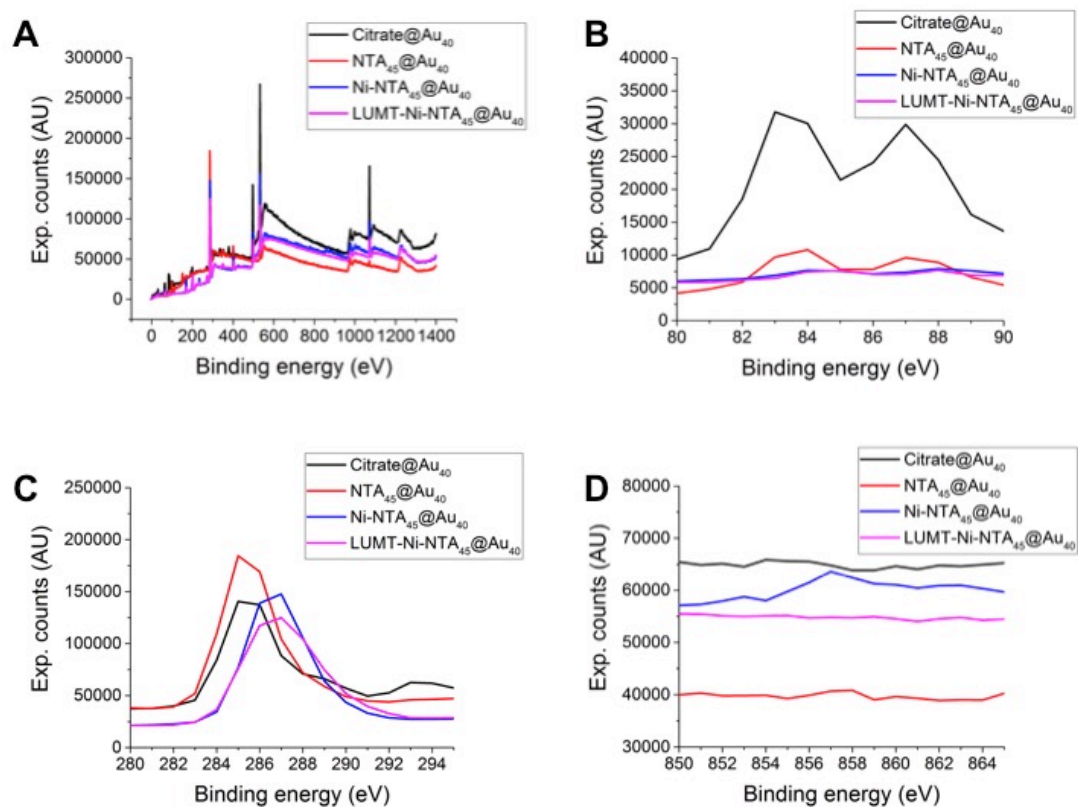 A
Citrate@Au40
NTA45@Au40
Ni-NTA45@Au40
LUMT-Ni-NTA45@Au40
Exp. counts (AU)
300000
250000
200000
150000
100000
50000
0
0 200 400 600 800 1000 1200 1400
Binding energy (eV)
B
Citrate@Au40
NTA45@Au40
Ni-NTA45@Au40
LUMT-Ni-NTA45@Au40
Exp. counts (AU)
40000
35000
30000
25000
20000
15000
10000
5000
0
80 82 84 86 88 90
Binding energy (eV)
C
Citrate@Au40
NTA45@Au40
Ni-NTA45@Au40
LUMT-Ni-NTA45@Au40
Exp. counts (AU)
250000
200000
150000
100000
50000
0
280 282 284 286 288 290 292 294
Binding energy (eV)
D
Citrate@Au40
NTA45@Au40
Ni-NTA45@Au40
LUMT-Ni-NTA45@Au40
Exp. counts (AU)
80000
70000
60000
50000
40000
30000
850 852 854 856 858 860 862 864
Binding energy (eV)